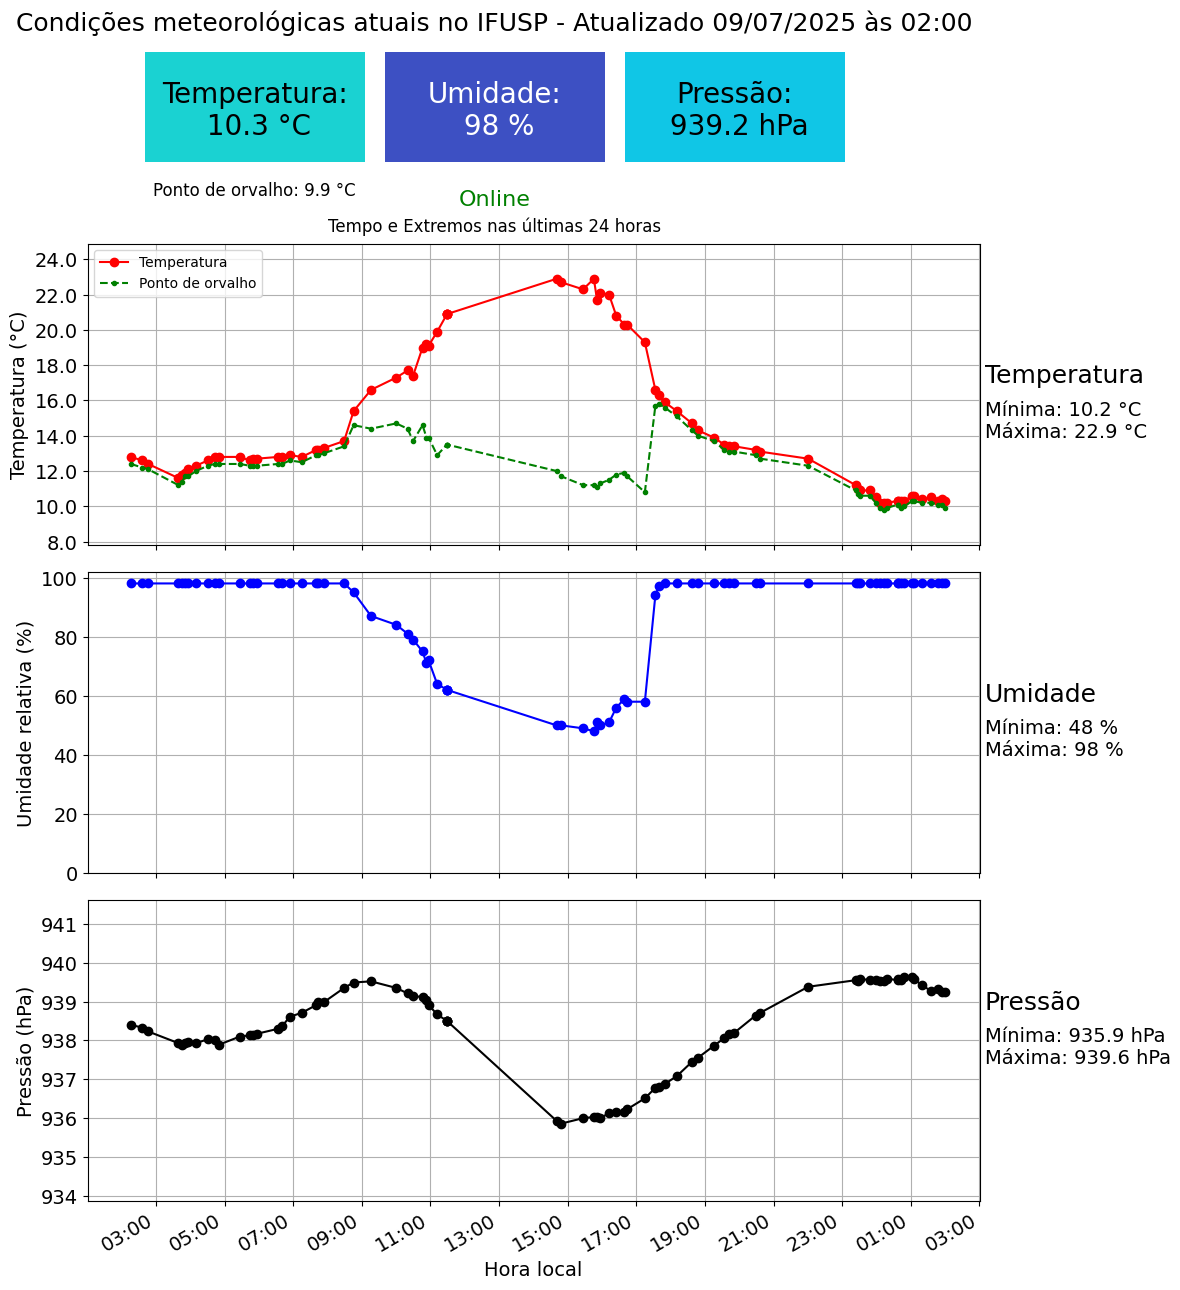 Condições meteorológicas atuais no IFUSP - Atualizado 09/07/2025 às 02:00
Temperatura:
10.3 °C
Umidade:
98 %
Pressão:
939.2 hPa
Ponto de orvalho: 9.9 °C
Online
Tempo e Extremos nas últimas 24 horas
Temperatura (°C)
24.0
22.0
20.0
18.0
16.0
14.0
12.0
10.0
8.0
Temperatura
Ponto de orvalho
Temperatura
Mínima: 10.2 °C
Máxima: 22.9 °C
Umidade relativa (%)
100
80
60
40
20
0
Umidade
Mínima: 48 %
Máxima: 98 %
Pressão (hPa)
941
940
939
938
937
936
935
934
Pressão
Mínima: 935.9 hPa
Máxima: 939.6 hPa
03:00
05:00
07:00
09:00
11:00
13:00
15:00
17:00
19:00
21:00
23:00
01:00
03:00
Hora local